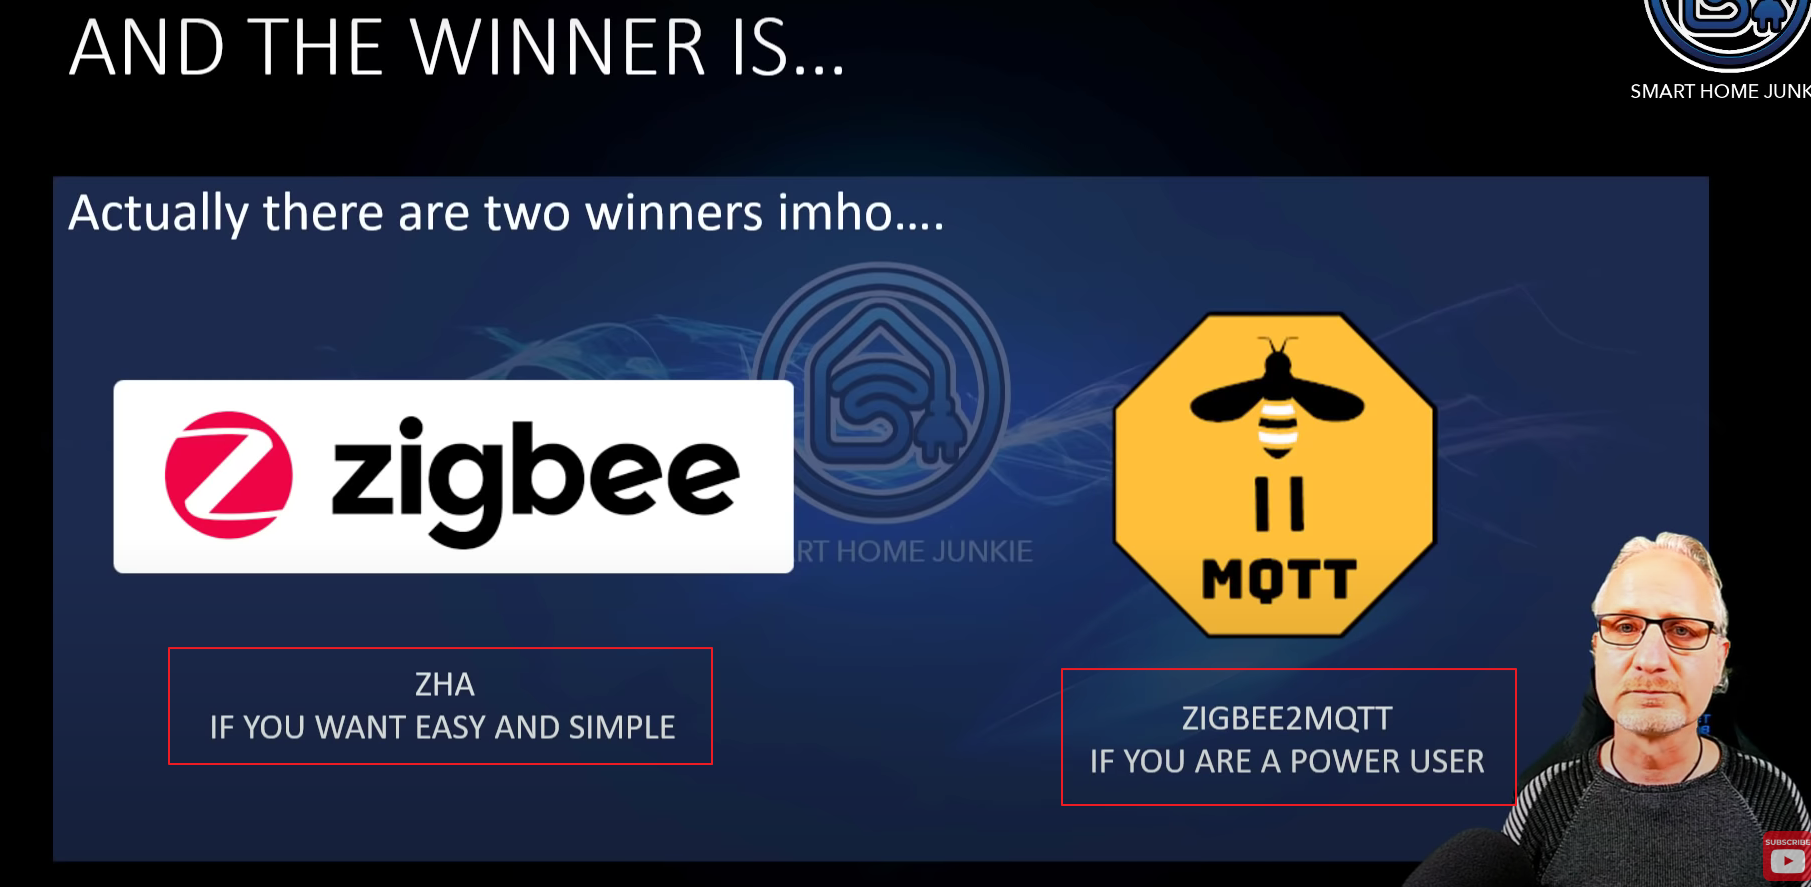 AND THE WINNER IS...
SMART HOME JUNK
Actually there are two winners imho....
zigbee
RT HOME JUNKIE
MQTT
ZHA
IF YOU WANT EASY AND SIMPLE
ZIGBEE2MQTT
IF YOU ARE A POWER USER
SUBSCRIBE